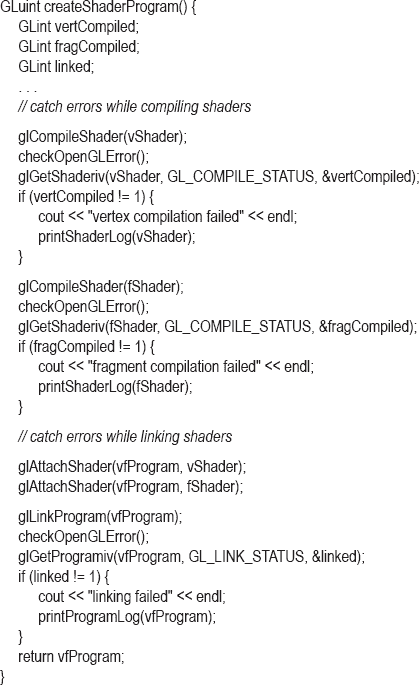 GLuint createShaderProgram() {
GLint vertCompiled;
GLint fragCompiled;
GLint linked;
. . .
// catch errors while compiling shaders
glCompileShader(vShader);
checkOpenGLError();
glGetShaderiv(vShader, GL_COMPILE_STATUS, &vertCompiled);
if (vertCompiled != 1) {
cout << "vertex compilation failed" << endl;
printShaderLog(vShader);
}
glCompileShader(fShader);
checkOpenGLError();
glGetShaderiv(fShader, GL_COMPILE_STATUS, &fragCompiled);
if (fragCompiled != 1) {
cout << "fragment compilation failed" << endl;
printShaderLog(fShader);
}
// catch errors while linking shaders
glAttachShader(vfProgram, vShader);
glAttachShader(vfProgram, fShader);
glLinkProgram(vfProgram);
checkOpenGLError();
glGetProgramiv(vfProgram, GL_LINK_STATUS, &linked);
if (linked != 1) {
cout << "linking failed" << endl;
printProgramLog(vfProgram);
}
return vfProgram;
}